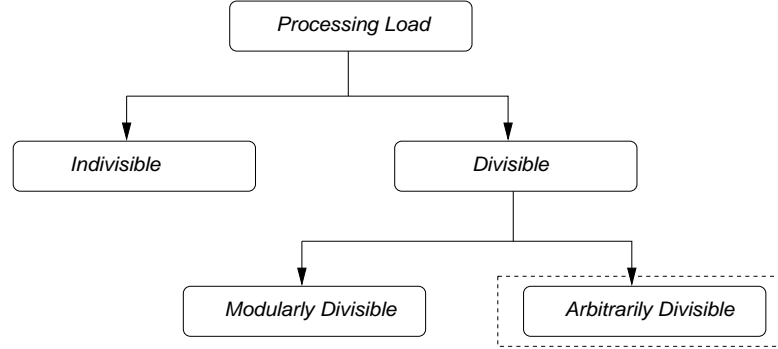 Processing Load
Indivisible
Divisible
Modularly Divisible
Arbitrarily Divisible